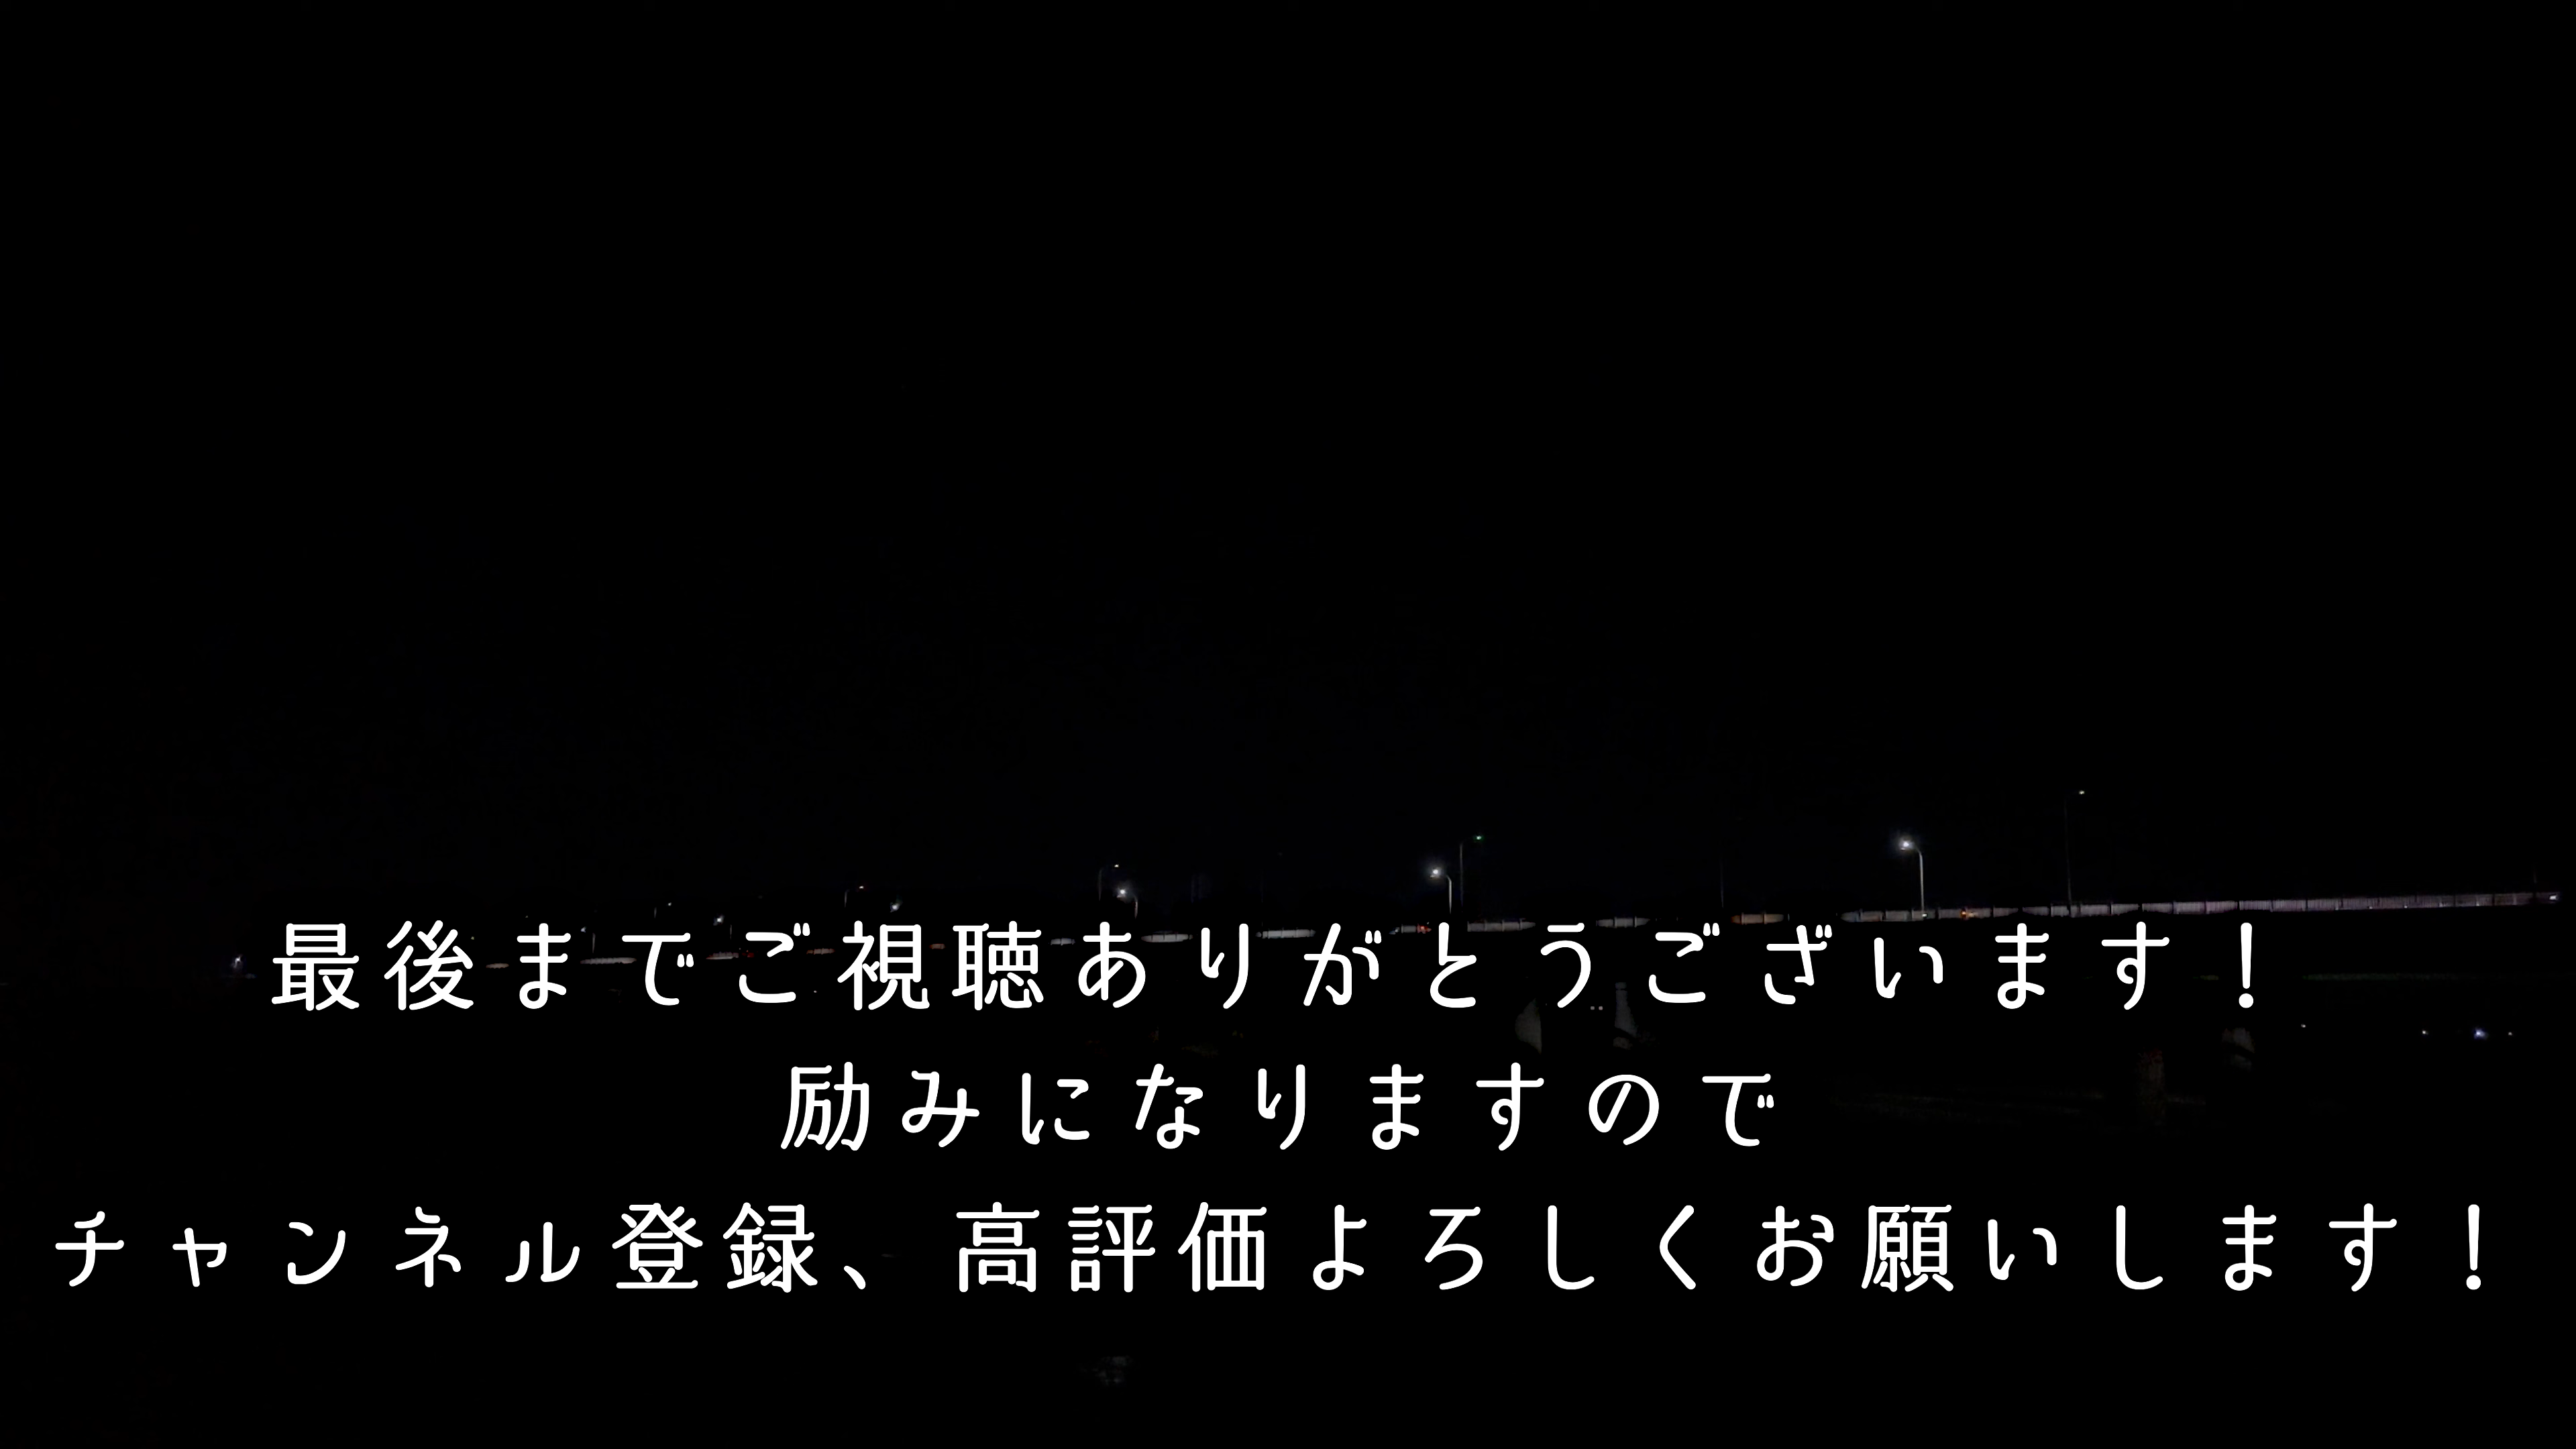 最後までご視聴ありがとうございます！
励みになりますので
チャンネル登録、高評価よろしくお願いします！